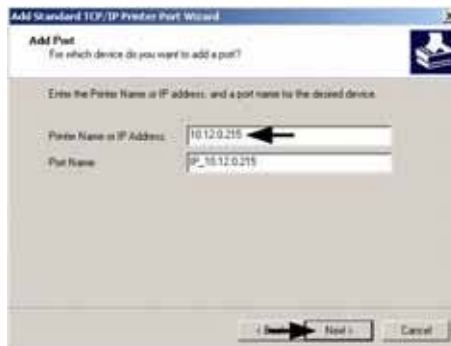 Add Standard TCP/IP Printer Port Wizard
Add Port
For which device do you want to add a port?
Enter the Printer Name or IP address, and a port name for the desired device.
Printer Name or IP Address: 10.12.0.215
Port Name: IP_10.12.0.215
Next > Cancel